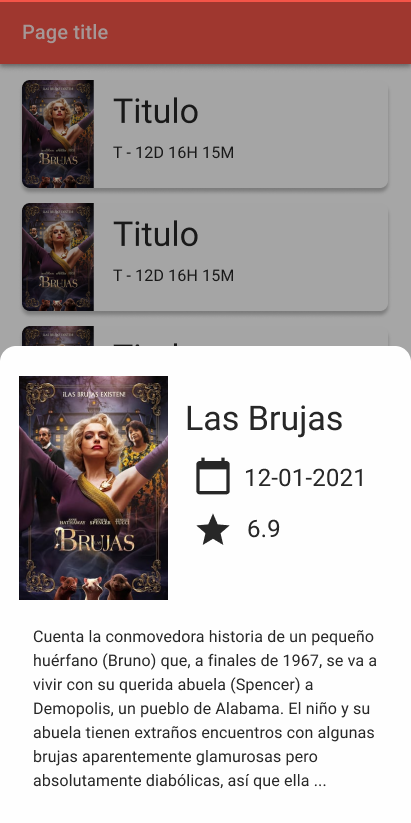 Page title
Titulo
T - 12D 16H 15M
BRUJAS
Titulo
T - 12D 16H 15M
BRUJAS
¡LAS BRUJAS EXISTEN!
Las Brujas
12-01-2021
6.9
HATHAWAY SPENCER TUCCI
BRUJAS
Cuenta la conmovedora historia de un pequeño
huérfano (Bruno) que, a finales de 1967, se va a
vivir con su querida abuela (Spencer) a
Demopolis, un pueblo de Alabama. El niño y su
abuela tienen extraños encuentros con algunas
brujas aparentemente glamurosas pero
absolutamente diabólicas, así que ella ...